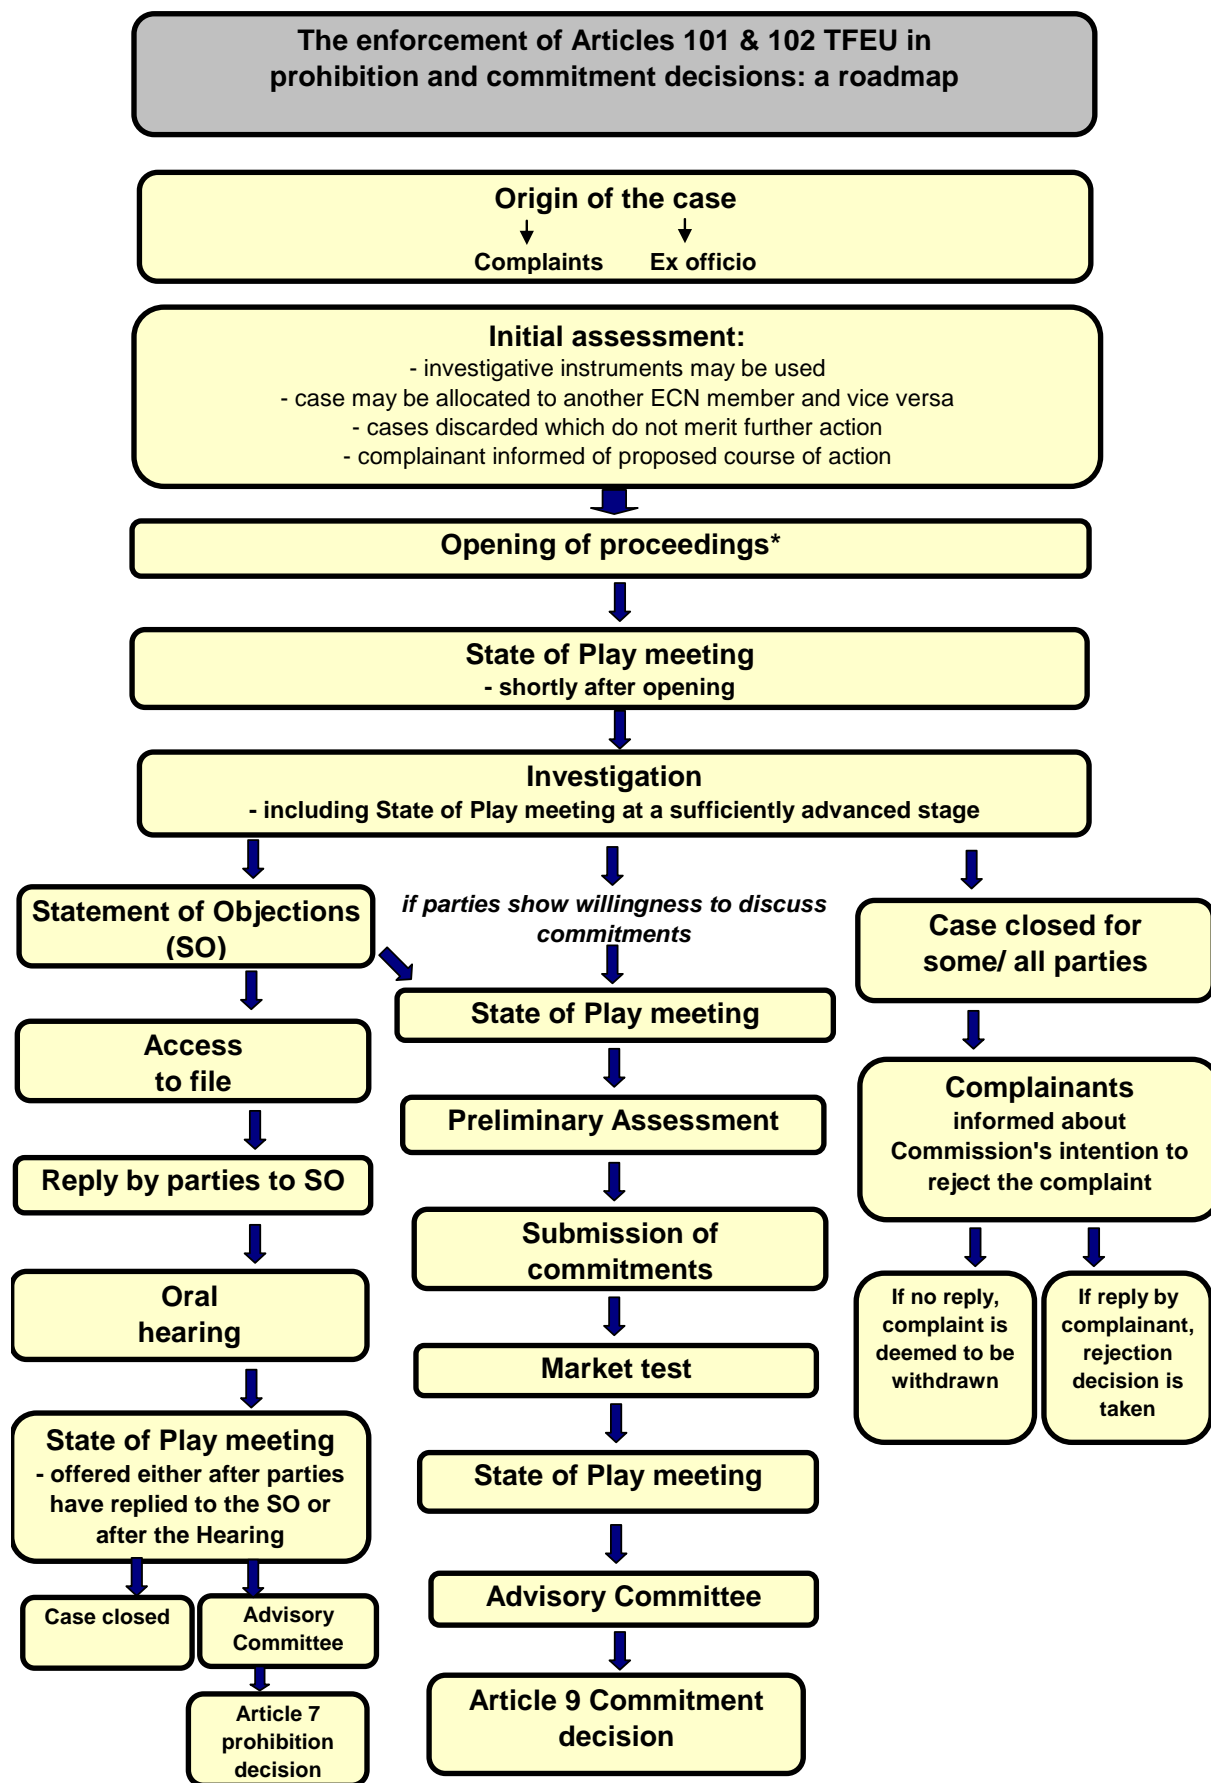 The enforcement of Articles 101 & 102 TFEU in
prohibition and commitment decisions: a roadmap
Origin of the case
Complaints Ex officio
Initial assessment:
- investigative instruments may be used
- case may be allocated to another ECN member and vice versa
- cases discarded which do not merit further action
- complainant informed of proposed course of action
Opening of proceedings*
State of Play meeting
- shortly after opening
Investigation
- including State of Play meeting at a sufficiently advanced stage
Statement of Objections
(SO)
Access
to file
Reply by parties to SO
Oral
hearing
State of Play meeting
- offered either after parties
have replied to the SO or
after the Hearing
Case closed
Advisory
Committee
Article 7
prohibition
decision
if parties show willingness to discuss
commitments
State of Play meeting
Preliminary Assessment
Submission of
commitments
Market test
State of Play meeting
Advisory Committee
Article 9 Commitment
decision
Case closed for
some/ all parties
Complainants
informed about
Commission's intention to
reject the complaint
If no reply,
complaint is
deemed to be
withdrawn
If reply by
complainant,
rejection
decision is
taken